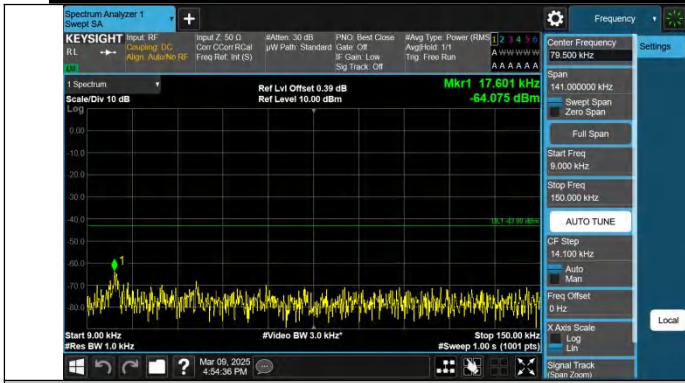 Spectrum Analyzer 1
Swept SA
Frequency
KEYSIGHT
RL
Input: RF
Coupling: DC
Align: Auto/No RF
Input Z: 50 Ω
Corr CCorr RCal
Freq Ref: Int (S)
#Atten: 30 dB
µW Path: Standard
PNO: Best Close
Gate: Off
IF Gain: Low
Sig Track: Off
#Avg Type: Power (RMS)
Avg|Hold: 1/1
Trig: Free Run
1 2 3 4 5 6
A W W W W W
A A A A A A
1 Spectrum
Scale/Div 10 dB
Log
Ref Lvl Offset 0.39 dB
Ref Level 10.00 dBm
Mkr1 17.601 kHz
-64.075 dBm
0.00
-10.0
-20.0
-30.0
-40.0
-50.0
-60.0
-70.0
-80.0
1
Start 9.00 kHz
#Res BW 1.0 kHz
#Video BW 3.0 kHz*
Stop 150.00 kHz
#Sweep 1.00 s (1001 pts)
Mar 09, 2025
4:54:36 PM
Center Frequency
79.500 kHz
Span
141.000000 kHz
Swept Span
Zero Span
Full Span
Start Freq
9.000 kHz
Stop Freq
150.000 kHz
AUTO TUNE
CF Step
14.100 kHz
Auto
Man
Freq Offset
0 Hz
X Axis Scale
Log
Lin
Signal Track
(Span Zoom)
Settings
Local